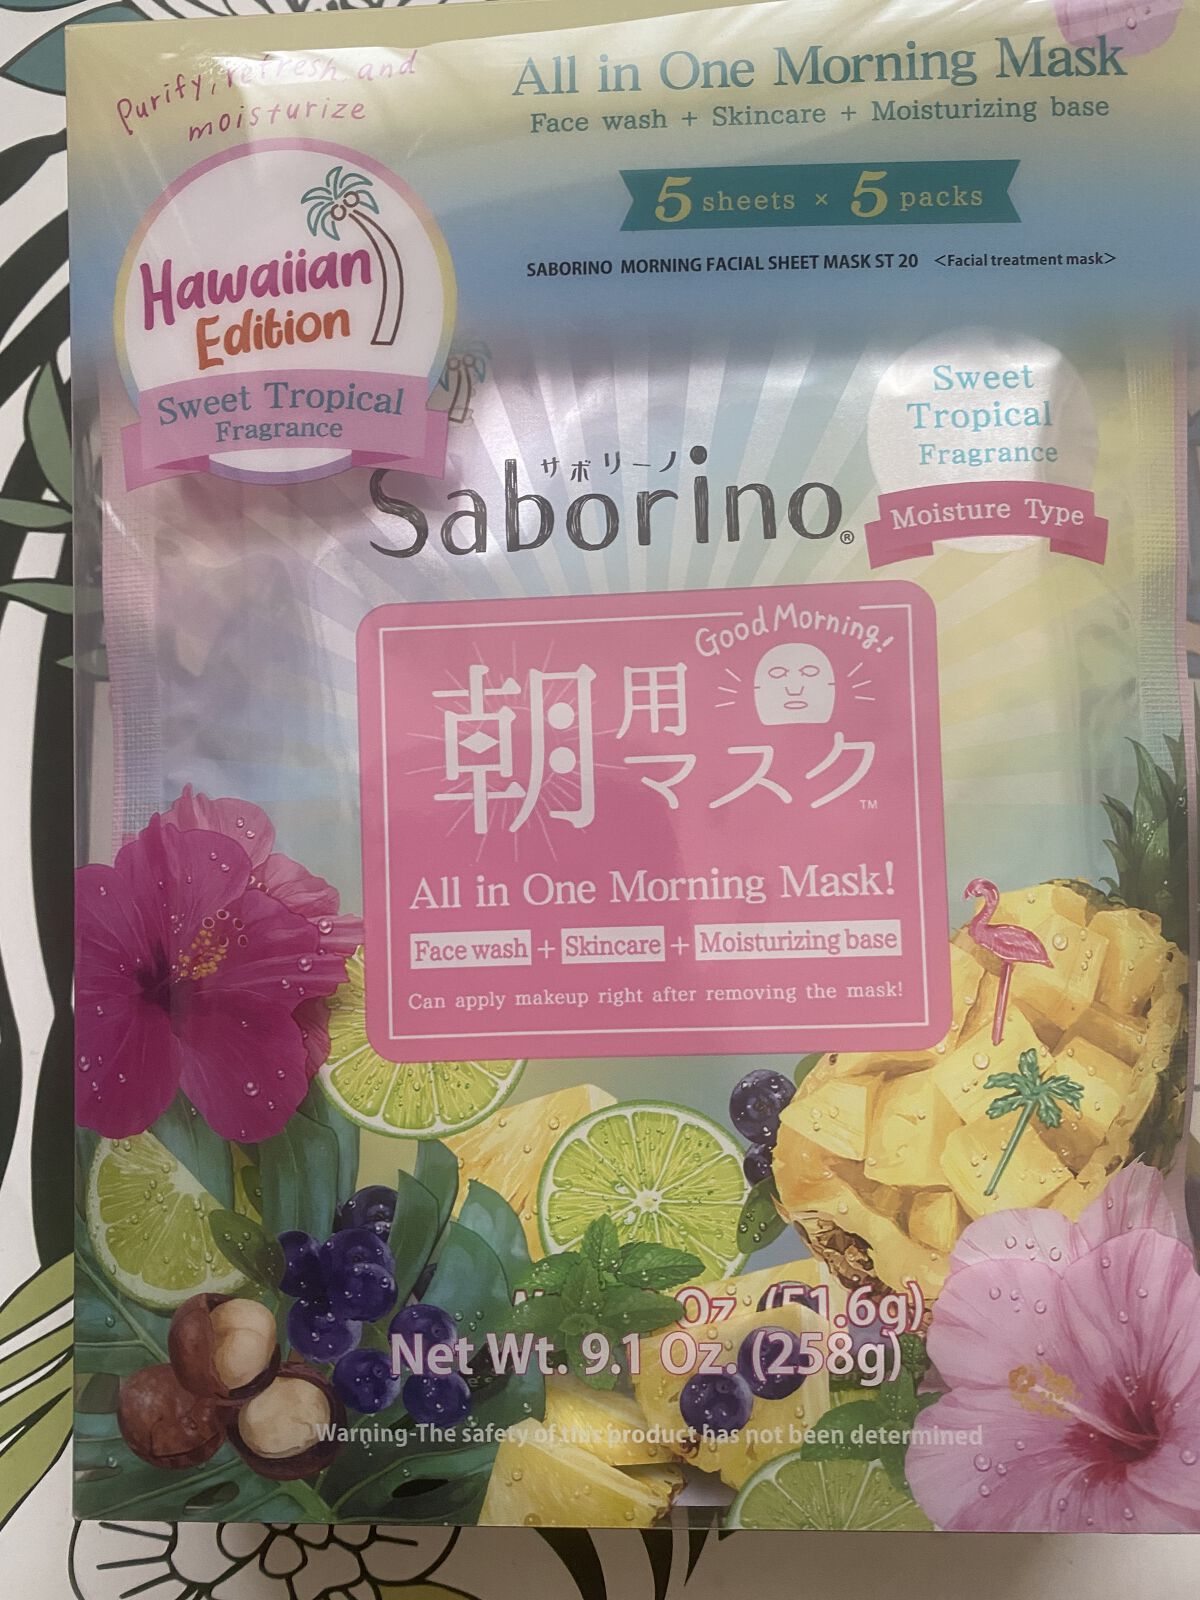 Purify, refresh and
moisturize
All in One Morning Mask
Face wash + Skincare + Moisturizing base
5 sheets × 5 packs
SABORINO MORNING FACIAL SHEET MASK ST 20 <Facial treatment mask>
Hawaiian
Edition
Sweet Tropical
Fragrance
Sweet
Tropical
Fragrance
Moisture Type
サボリーノ
Saborino®
Good Morning!
朝用
マスク™
All in One Morning Mask!
Face wash + Skincare + Moisturizing base
Can apply makeup right after removing the mask!
Oz. (51.6g)
Net Wt. 9.1 Oz. (258g)
Warning-The safety of this product has not been determined